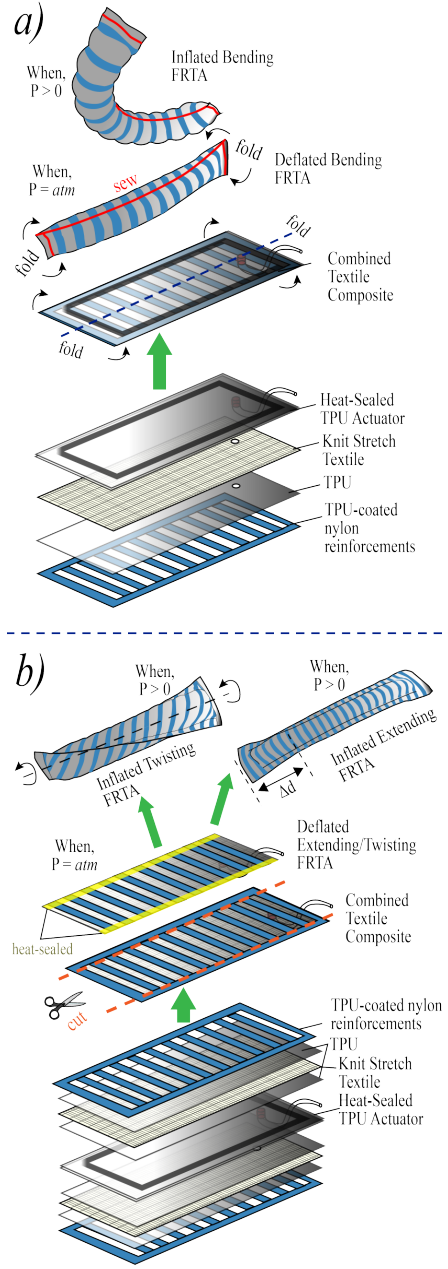 a)
When,
P > 0
Inflated Bending
FRTA
When,
P = atm
sew
fold
Deflated Bending
FRTA
fold
fold
Combined
Textile
Composite
fold
Heat-Sealed
TPU Actuator
Knit Stretch
Textile
TPU
TPU-coated
nylon
reinforcements
b)
When,
P > 0
When,
P > 0
Inflated Twisting
FRTA
Inflated Extending
FRTA
Δd
When,
P = atm
Deflated
Extending/Twisting
FRTA
heat-sealed
Combined
Textile
Composite
cut
TPU-coated nylon
reinforcements
TPU
Knit Stretch
Textile
Heat-Sealed
TPU Actuator